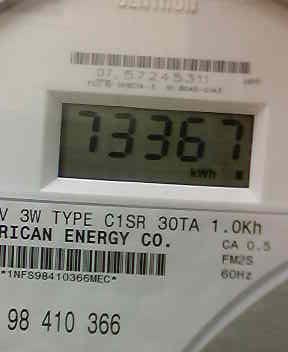 CENTRON
73367
kWh
V 3W TYPE C1SR 30TA 1.0Kh
RICAN ENERGY CO.
CA 0.5
FM2S
60Hz
*1NFS98410366MEC*
98 410 366